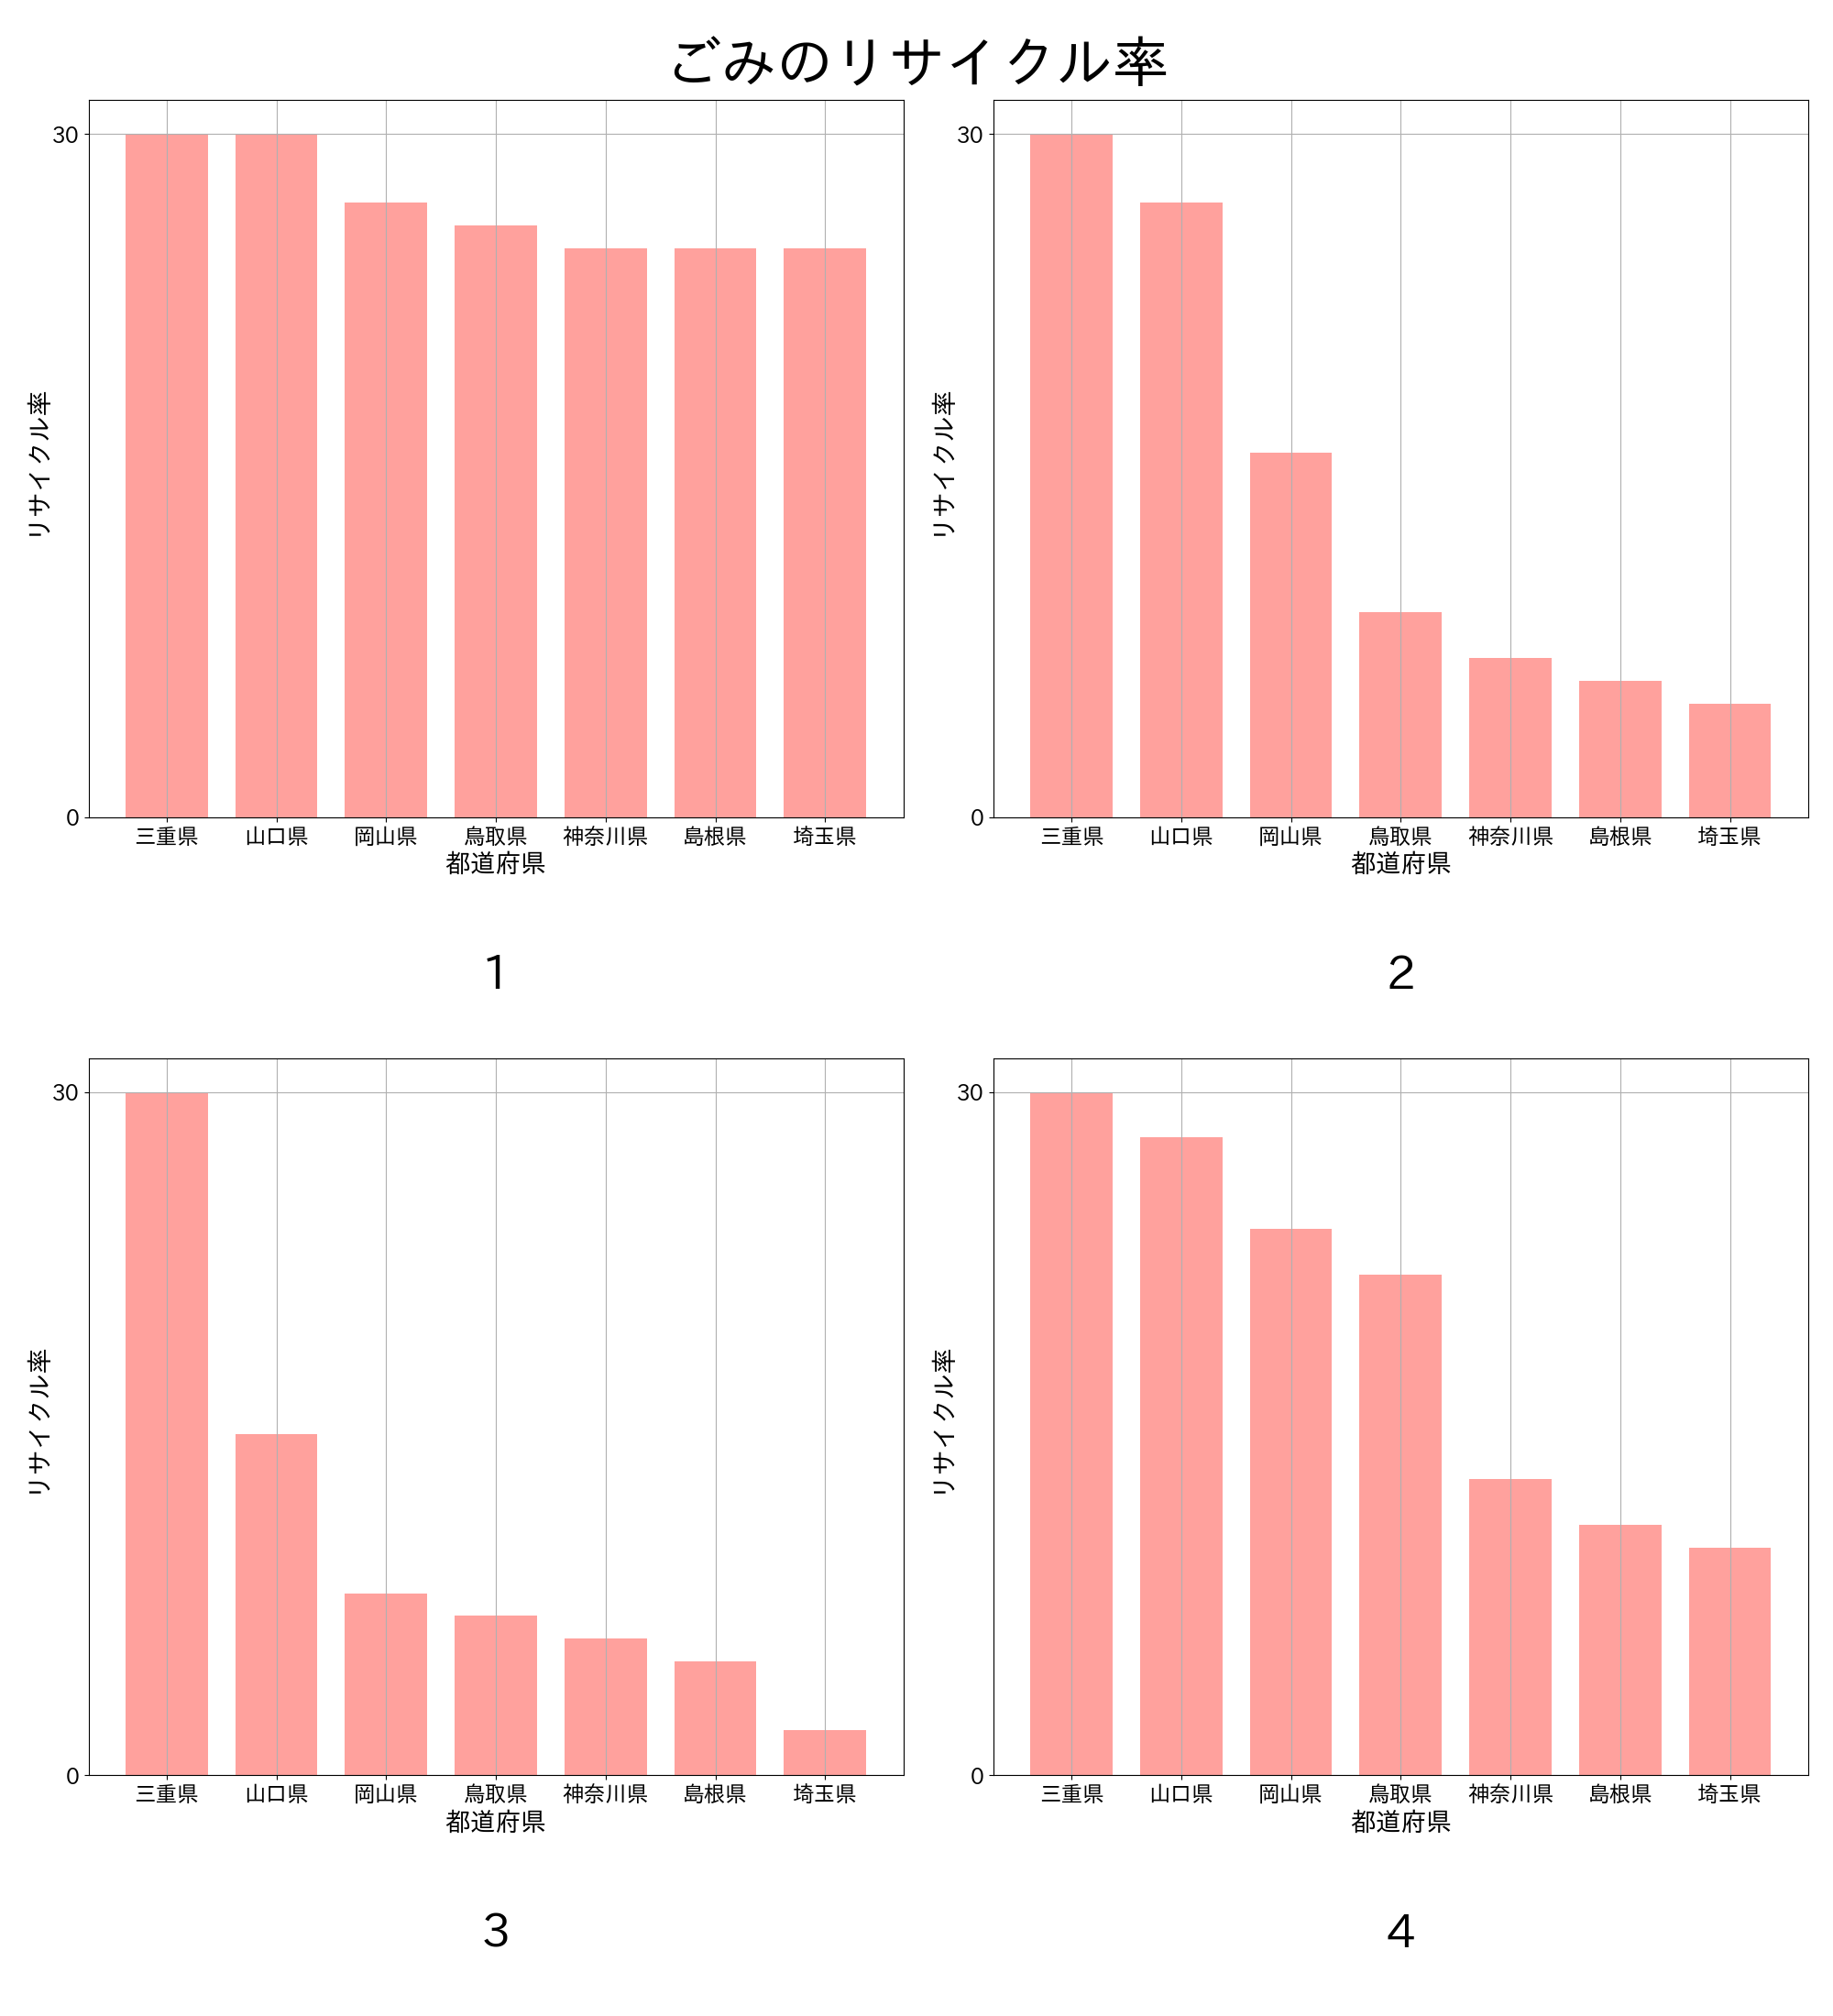 ごみのリサイクル率
30
0
リサイクル率
三重県 山口県 岡山県 鳥取県 神奈川県 島根県 埼玉県
都道府県
1
30
0
リサイクル率
三重県 山口県 岡山県 鳥取県 神奈川県 島根県 埼玉県
都道府県
2
30
0
リサイクル率
三重県 山口県 岡山県 鳥取県 神奈川県 島根県 埼玉県
都道府県
3
30
0
リサイクル率
三重県 山口県 岡山県 鳥取県 神奈川県 島根県 埼玉県
都道府県
4